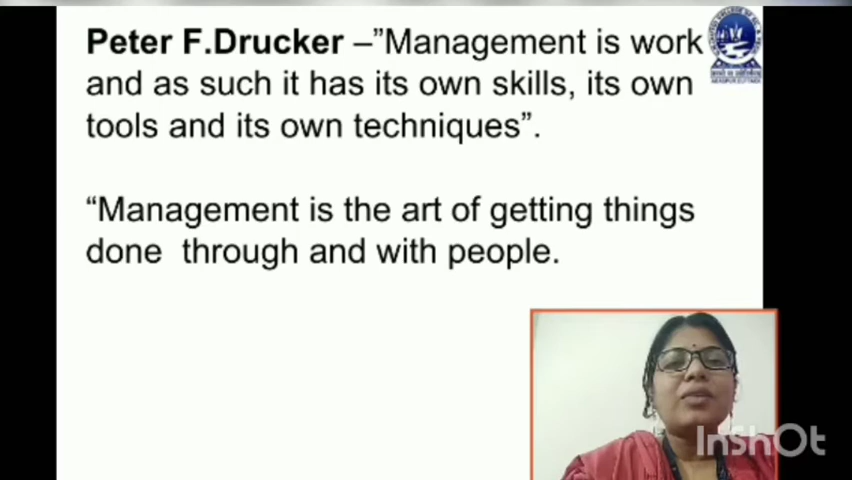 Peter F.Drucker –”Management is work
and as such it has its own skills, its own
tools and its own techniques”.
“Management is the art of getting things
done through and with people.
InShOt